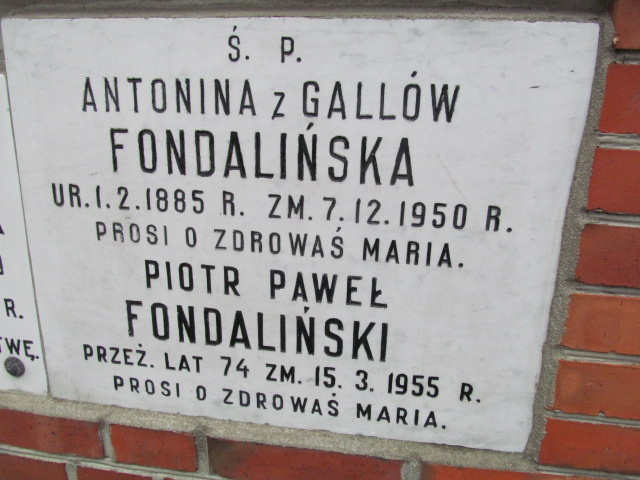 Ś. P.
ANTONINA z GALLÓW
FONDALIŃSKA
UR. 1. 2. 1885 R. ZM. 7. 12. 1950 R.
PROSI O ZDROWAŚ MARIA.
PIOTR PAWEŁ
FONDALIŃSKI
PRZEŻ. LAT 74 ZM. 15. 3. 1955 R.
PROSI O ZDROWAŚ MARIA.
R.